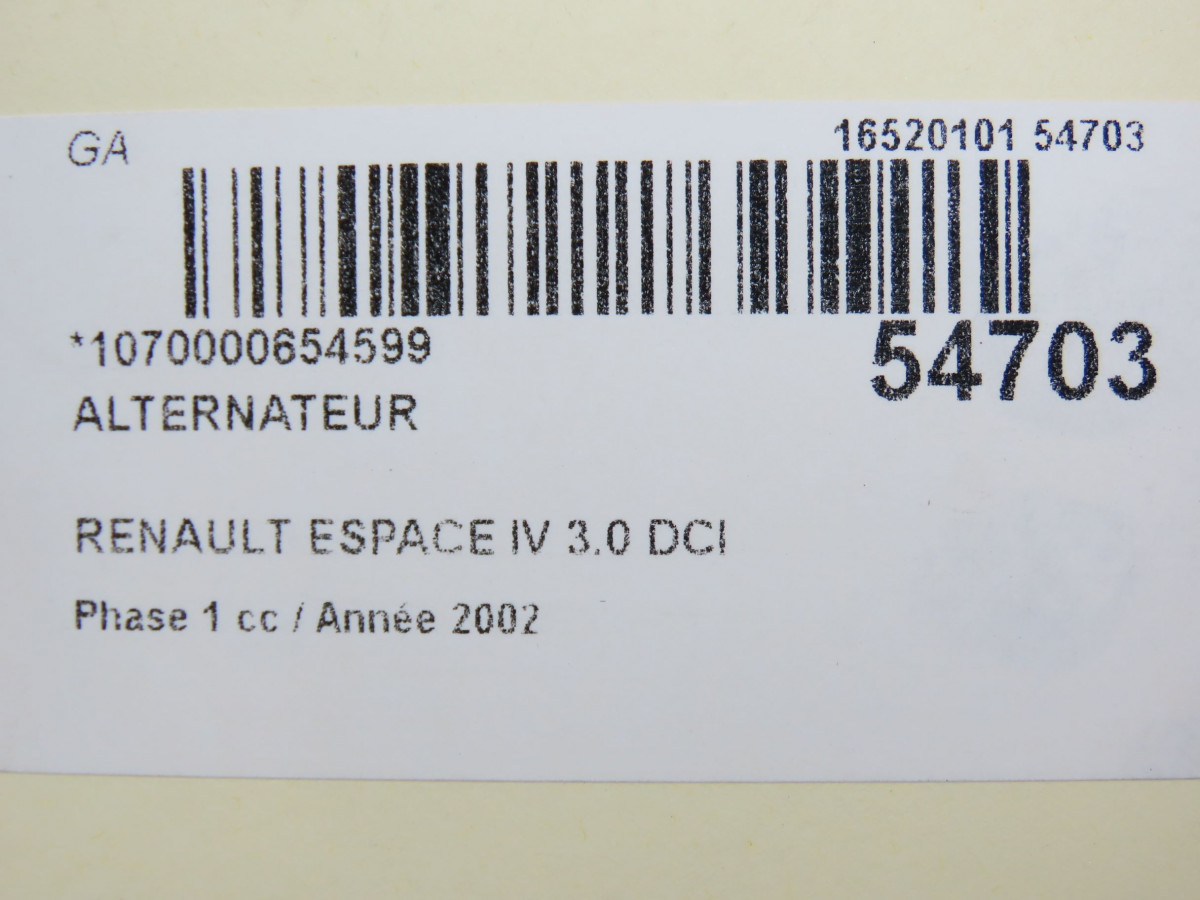 GA
16520101 54703
*1070000654599
54703
ALTERNATEUR
RENAULT ESPACE IV 3.0 DCI
Phase 1 cc / Année 2002